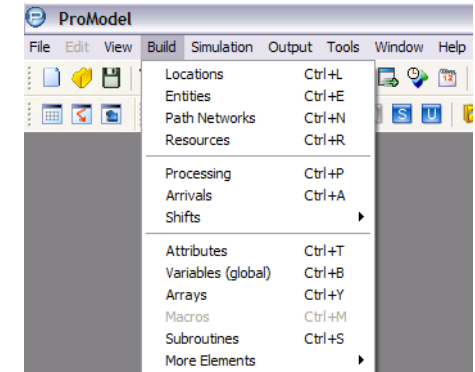 ProModel
File Edit View Build Simulation Output Tools Window Help
Locations Ctrl+L
Entities Ctrl+E
Path Networks Ctrl+N
Resources Ctrl+R
Processing Ctrl+P
Arrivals Ctrl+A
Shifts
Attributes Ctrl+T
Variables (global) Ctrl+B
Arrays Ctrl+Y
Macros Ctrl+M
Subroutines Ctrl+S
More Elements
12
S U